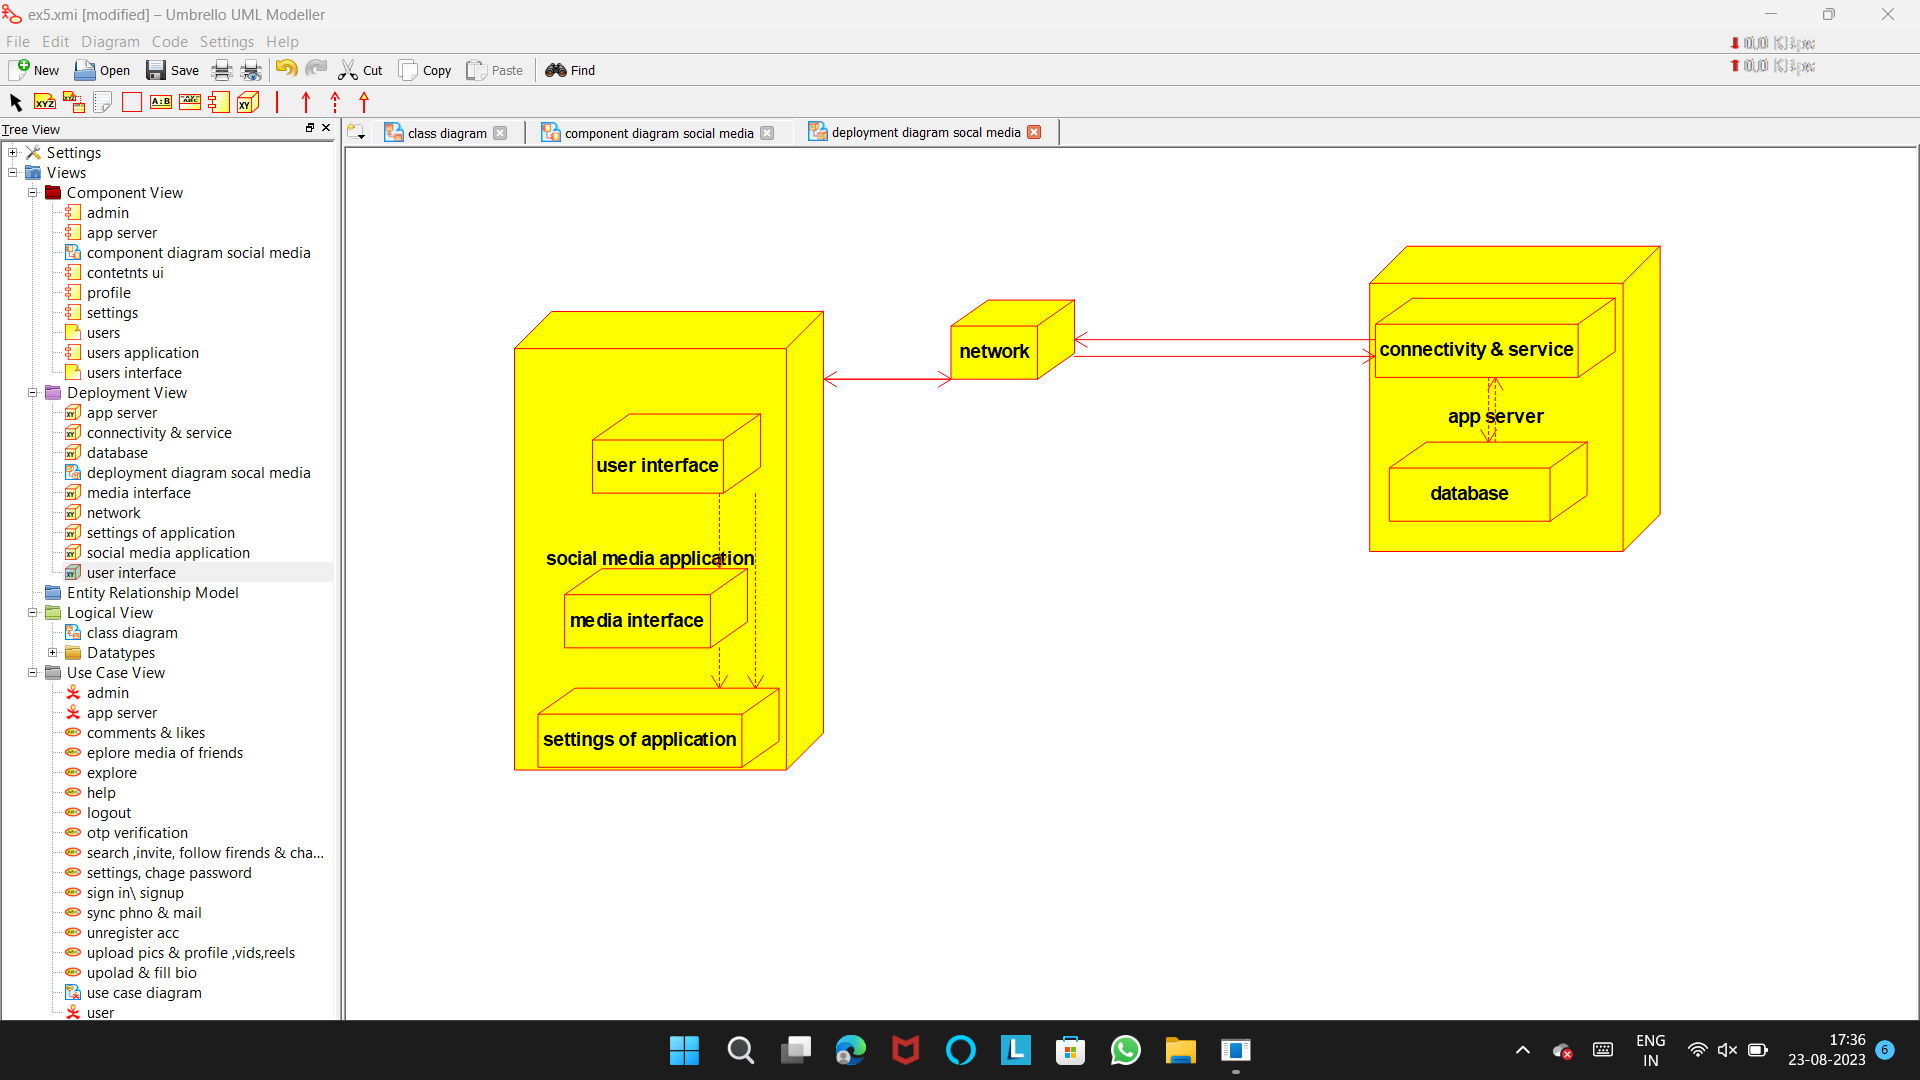 ex5.xmi [modified] – Umbrello UML Modeller
File Edit Diagram Code Settings Help
0.0 KBps
0.0 KBps
New Open Save Cut Copy Paste Find
Tree View
class diagram
component diagram social media
deployment diagram socal media
Settings
Views
Component View
admin
app server
component diagram social media
contetnts ui
profile
settings
users
users application
users interface
Deployment View
app server
connectivity & service
database
deployment diagram socal media
media interface
network
settings of application
social media application
user interface
Entity Relationship Model
Logical View
class diagram
Datatypes
Use Case View
admin
app server
comments & likes
eplore media of friends
explore
help
logout
otp verification
search ,invite, follow firends & cha...
settings, chage password
sign in\ signup
sync phno & mail
unregister acc
upload pics & profile ,vids,reels
upolad & fill bio
use case diagram
user
user interface
social media application
media interface
settings of application
network
connectivity & service
app server
database
ENG
IN
17:36
23-08-2023
6